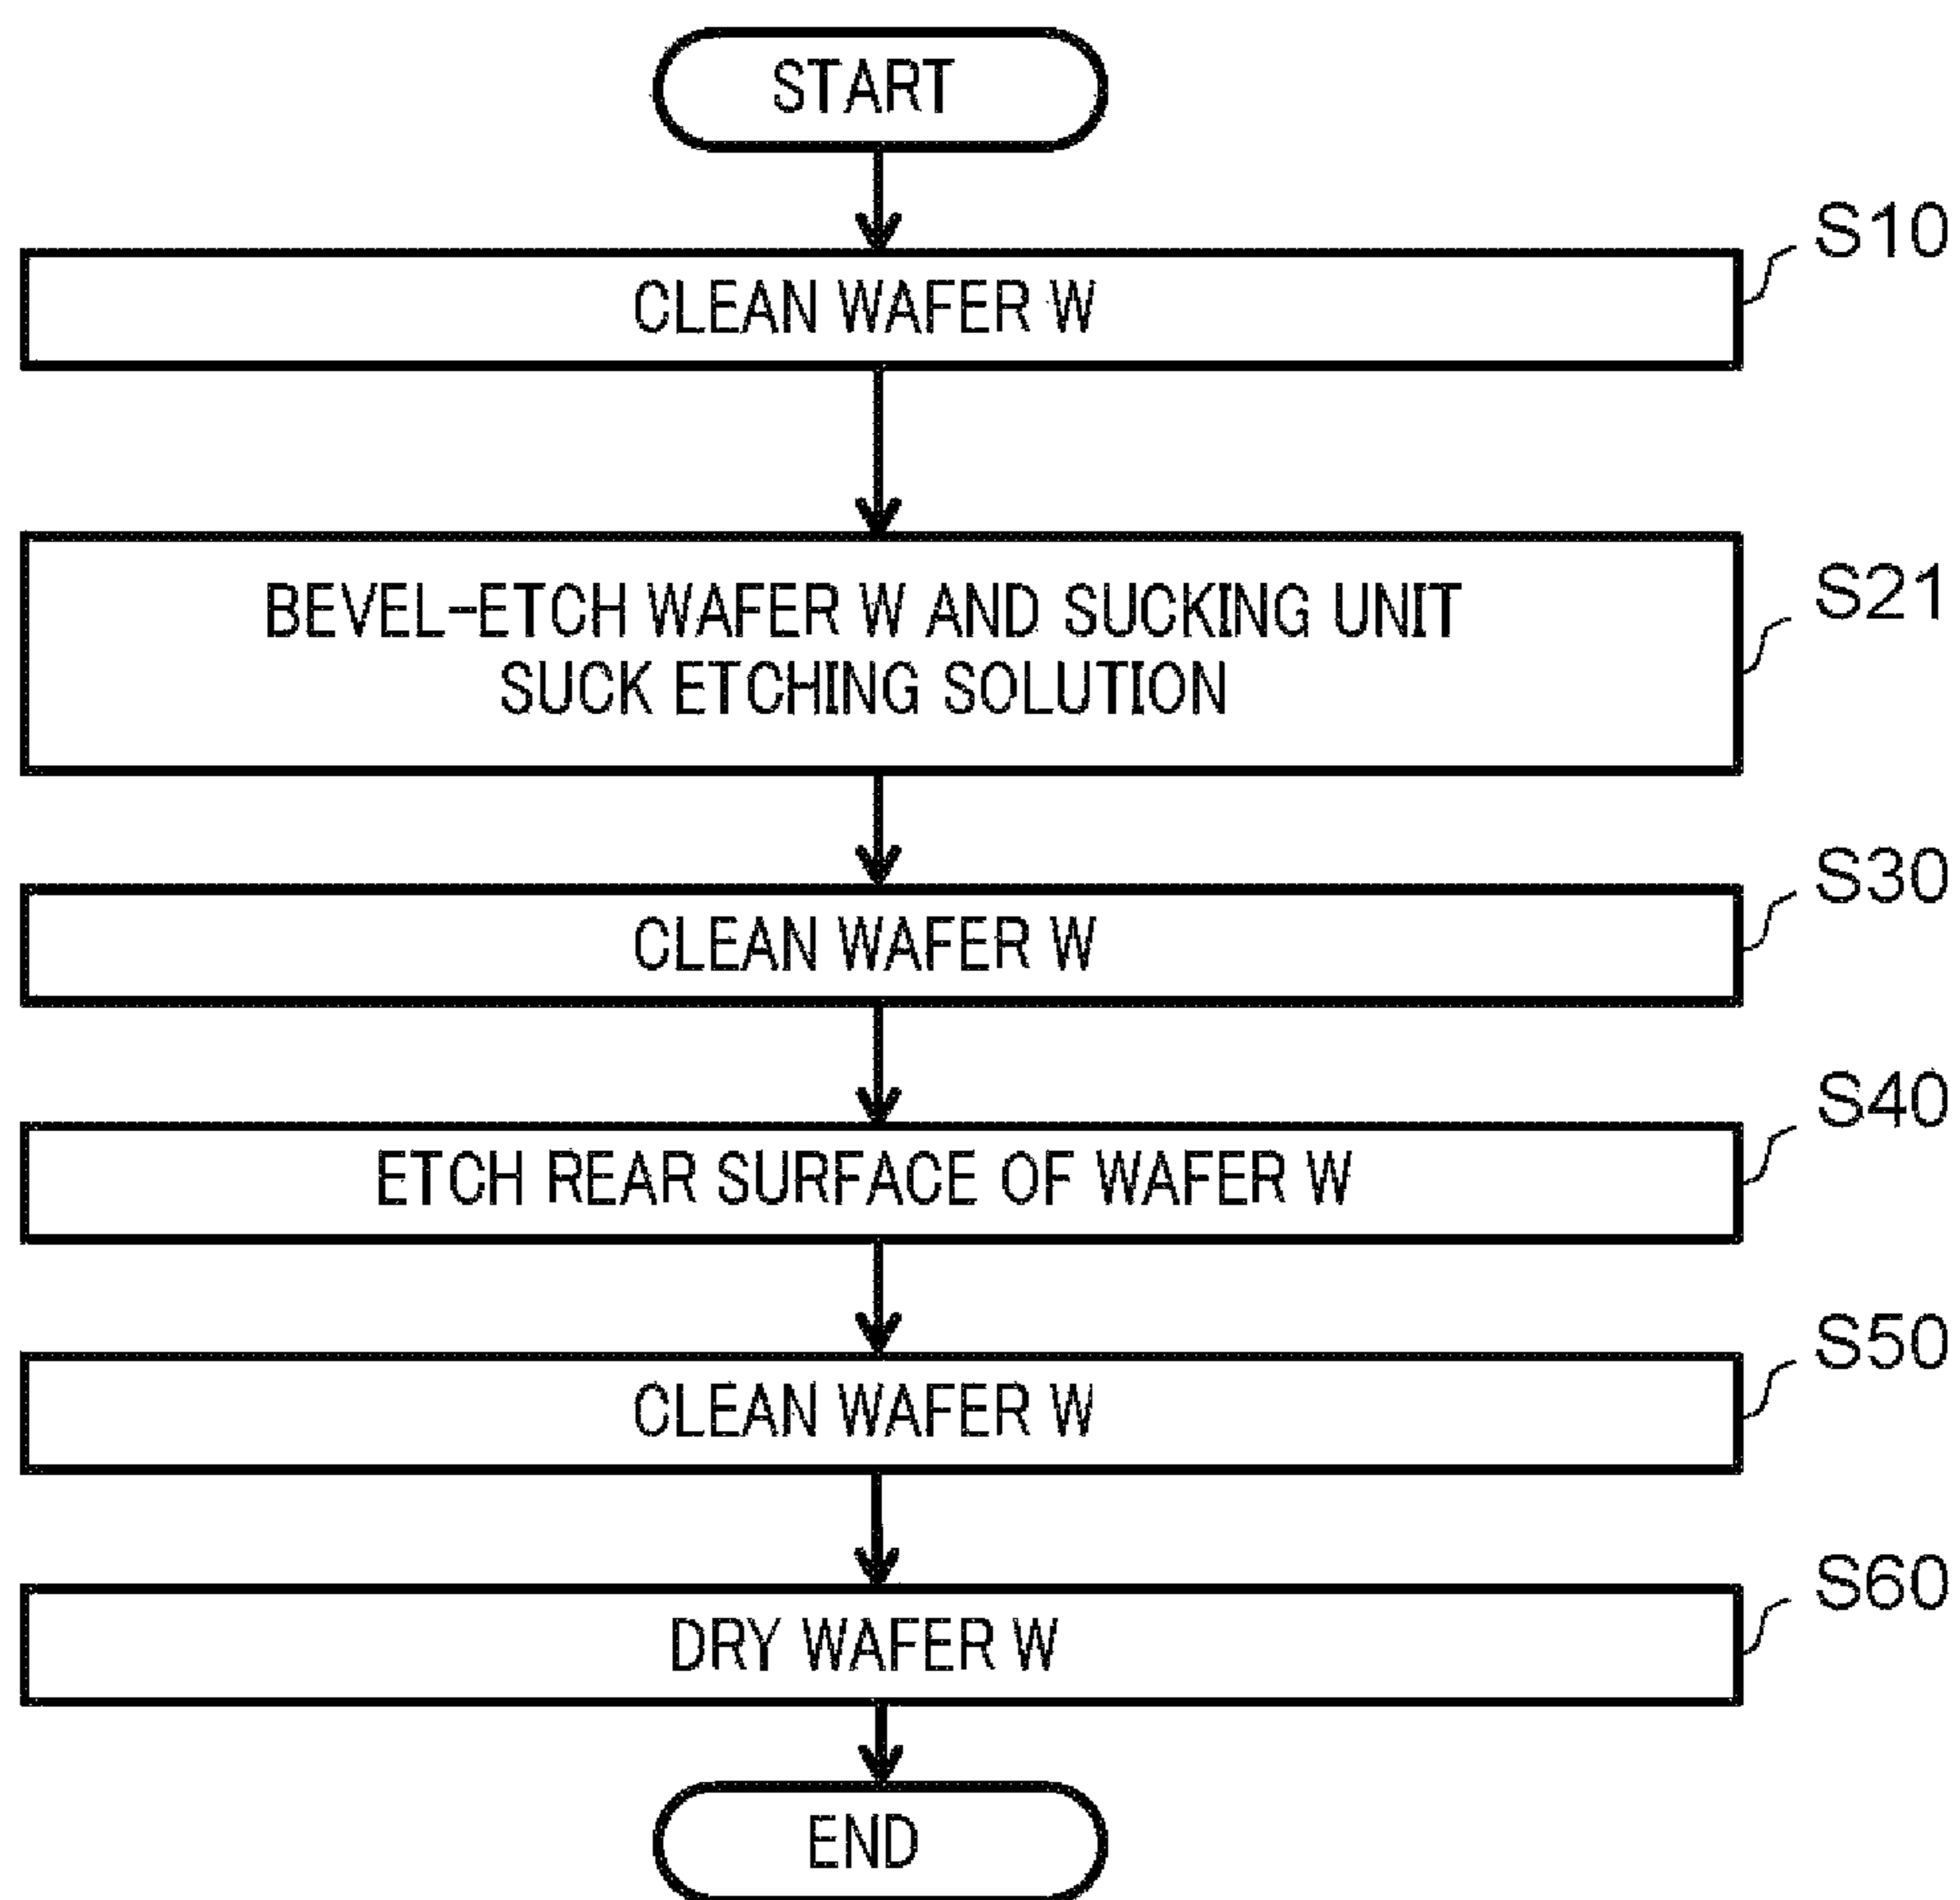 START
S10
CLEAN WAFER W
S21
BEVEL-ETCH WAFER W AND SUCKING UNIT
SUCK ETCHING SOLUTION
S30
CLEAN WAFER W
S40
ETCH REAR SURFACE OF WAFER W
S50
CLEAN WAFER W
S60
DRY WAFER W
END